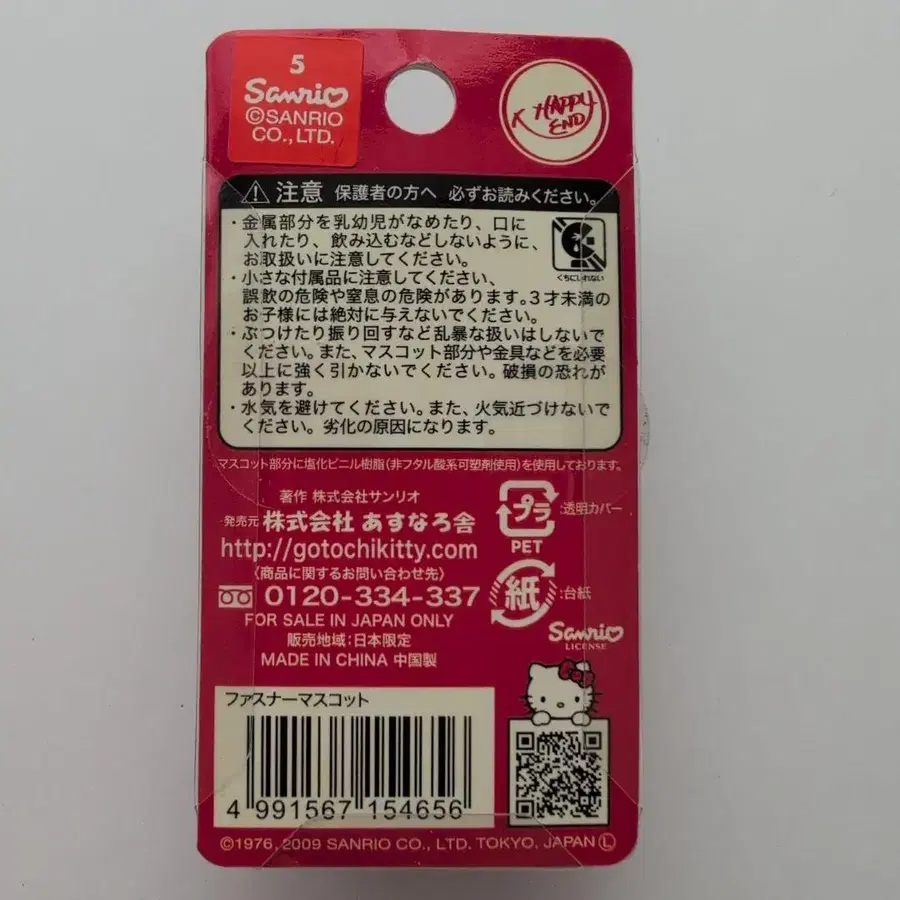 5
Sanrio
©SANRIO
CO.,LTD.
K HAPPY
END
注意 保護者の方へ 必ずお読みください。
・金属部分を乳幼児がなめたり、口に
入れたり、飲み込むなどしないように、
お取扱いに注意してください。
くちにいれない
・小さな付属品に注意してください、
誤飲の危険や窒息の危険があります。3才未満の
お子様には絶対に与えないでください。
・ぶつけたり振り回すなど乱暴な扱いはしないで
ください。また、マスコット部分や金具などを必要
以上に強く引かないでください。破損の恐れが
あります。
・水気を避けてください。また、火気近づけないで
ください。劣化の原因になります。
マスコット部分に塩化ビニル樹脂(非フタル酸系可塑剤使用)を使用しております。
著作 株式会社サンリオ
発売元 株式会社 あすなろ舎
http://gotochikitty.com
〈商品に関するお問い合わせ先〉
0120-334-337
FOR SALE IN JAPAN ONLY
販売地域:日本限定
MADE IN CHINA 中国製
プラ :透明カバー
PET
紙 :台紙
Sanrio
LICENSE
ファスナーマスコット
4 991567 154656
©1976, 2009 SANRIO CO., LTD. TOKYO, JAPAN Ⓛ